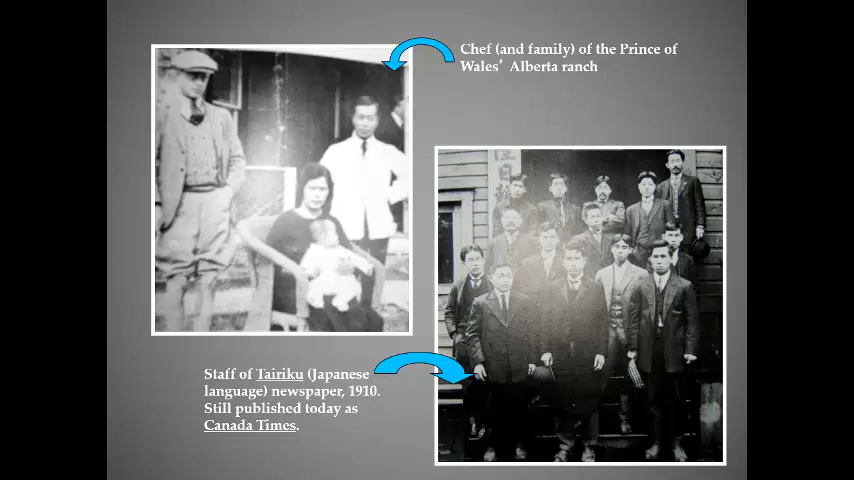 Chef (and family) of the Prince of
Wales' Alberta ranch
Staff of Tairiku (Japanese
language) newspaper, 1910.
Still published today as
Canada Times.